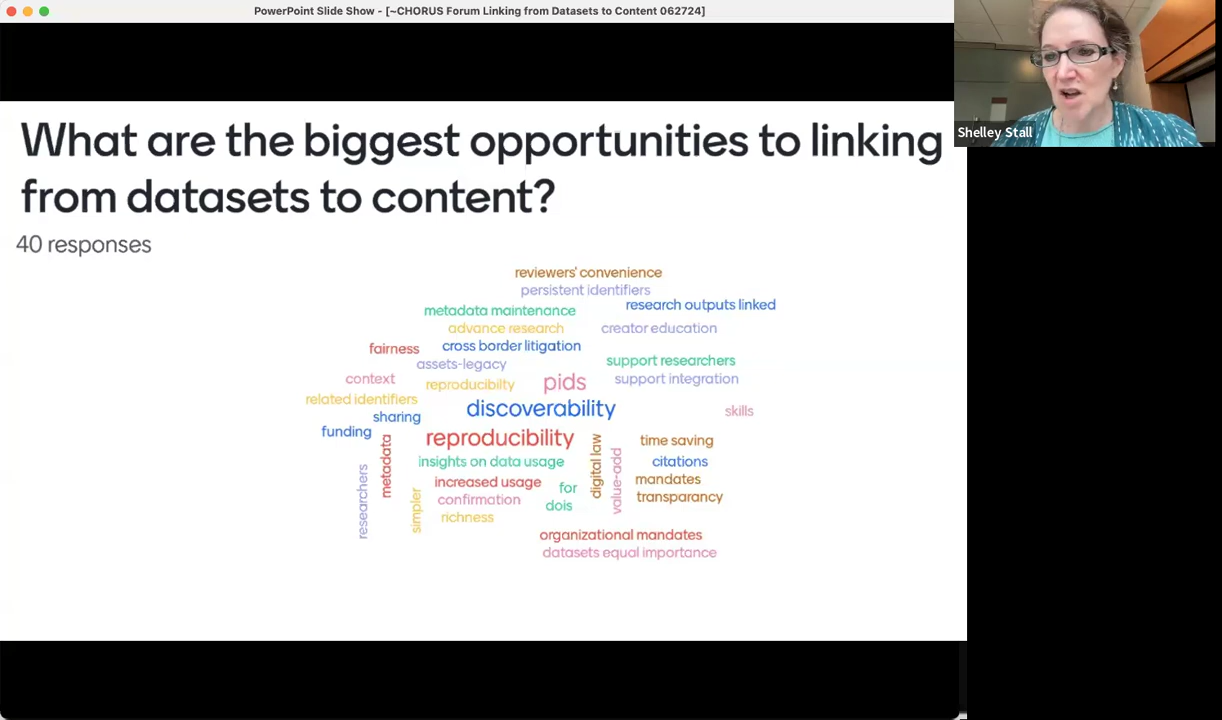 PowerPoint Slide Show - [~CHORUS Forum Linking from Datasets to Content 062724]
Shelley Stall
What are the biggest opportunities to linking
from datasets to content?
40 responses
reviewers' convenience
persistent identifiers
research outputs linked
metadata maintenance
advance research
creator education
cross border litigation
fairness
assets-legacy
support researchers
context
reproducibilty
pids
support integration
related identifiers
discoverability
skills
sharing
funding
reproducibility
time saving
metadata
digital law
value-add
insights on data usage
citations
researchers
increased usage
for
mandates
simpler
confirmation
dois
transparency
richness
organizational mandates
datasets equal importance